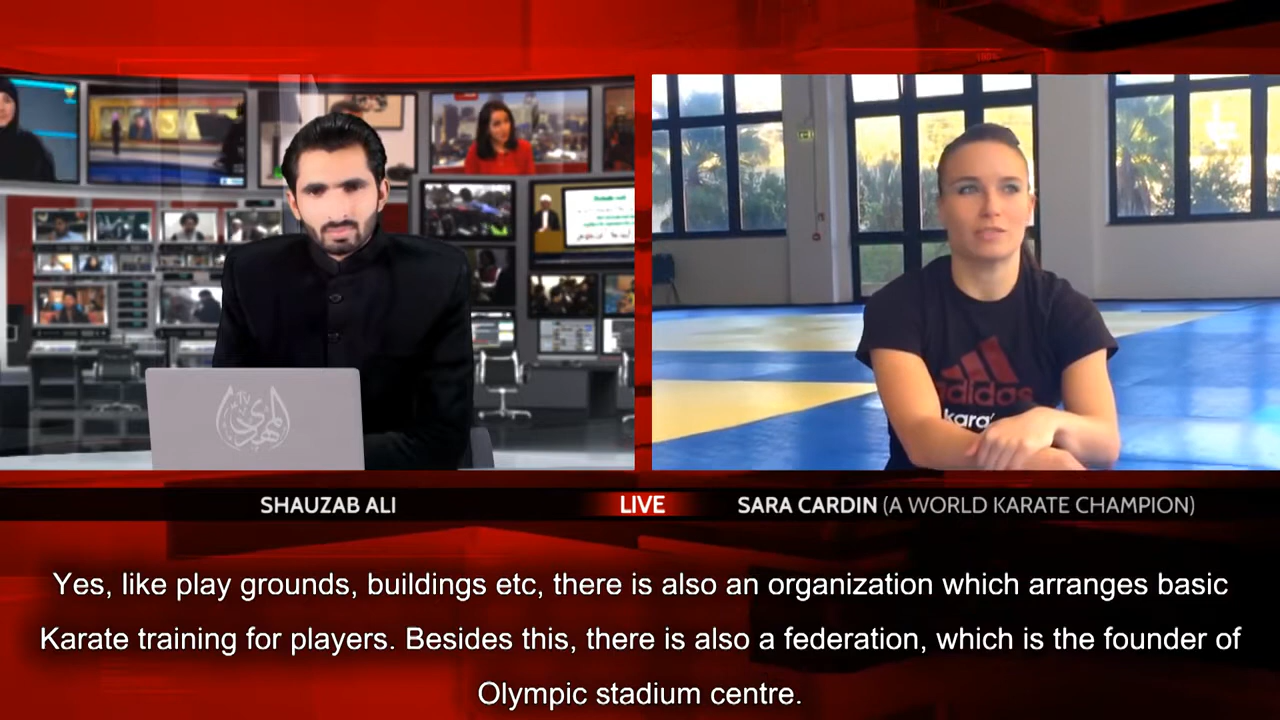 المهدي
adidas
kara
SHAUZAB ALI
LIVE
SARA CARDIN (A WORLD KARATE CHAMPION)
Yes, like play grounds, buildings etc, there is also an organization which arranges basic
Karate training for players. Besides this, there is also a federation, which is the founder of
Olympic stadium centre.